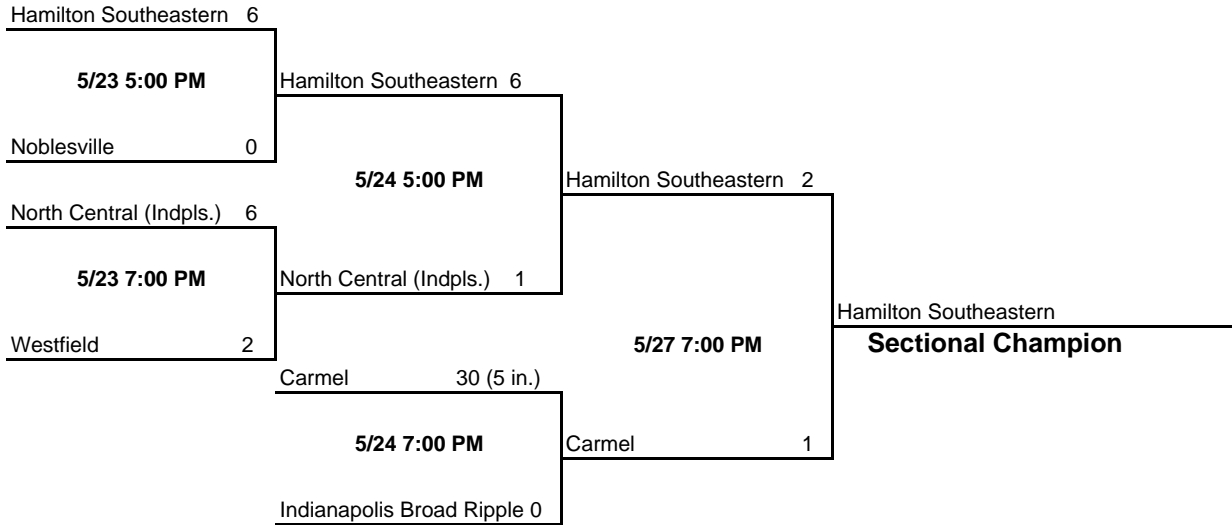 Hamilton Southeastern 6
5/23 5:00 PM
Hamilton Southeastern 6
Noblesville 0
5/24 5:00 PM
Hamilton Southeastern 2
North Central (Indpls.) 6
5/23 7:00 PM
North Central (Indpls.) 1
Hamilton Southeastern
Westfield 2
5/27 7:00 PM
Sectional Champion
Carmel 30 (5 in.)
5/24 7:00 PM
Carmel 1
Indianapolis Broad Ripple 0